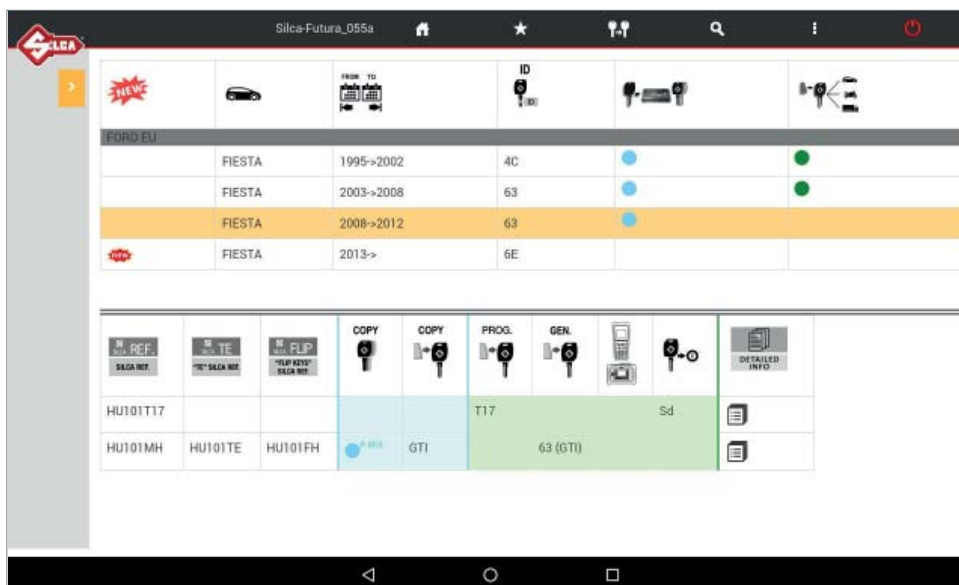 Silca-Futura_055a
SILCA
NEW
FROM TO
ID
FORD EU
FIESTA 1995->2002 4C
FIESTA 2003->2008 63
FIESTA 2008->2012 63
NEW FIESTA 2013-> 6E
COPY COPY PROG. GEN.
REF. TE FLIP
SILCA REF. "TE" SILCA REF. "FLIP KEYS" SILCA REF. DETAILED INFO
HU101T17 T17 Sd
HU101MH HU101TE HU101FH GTI 63 (GTI)